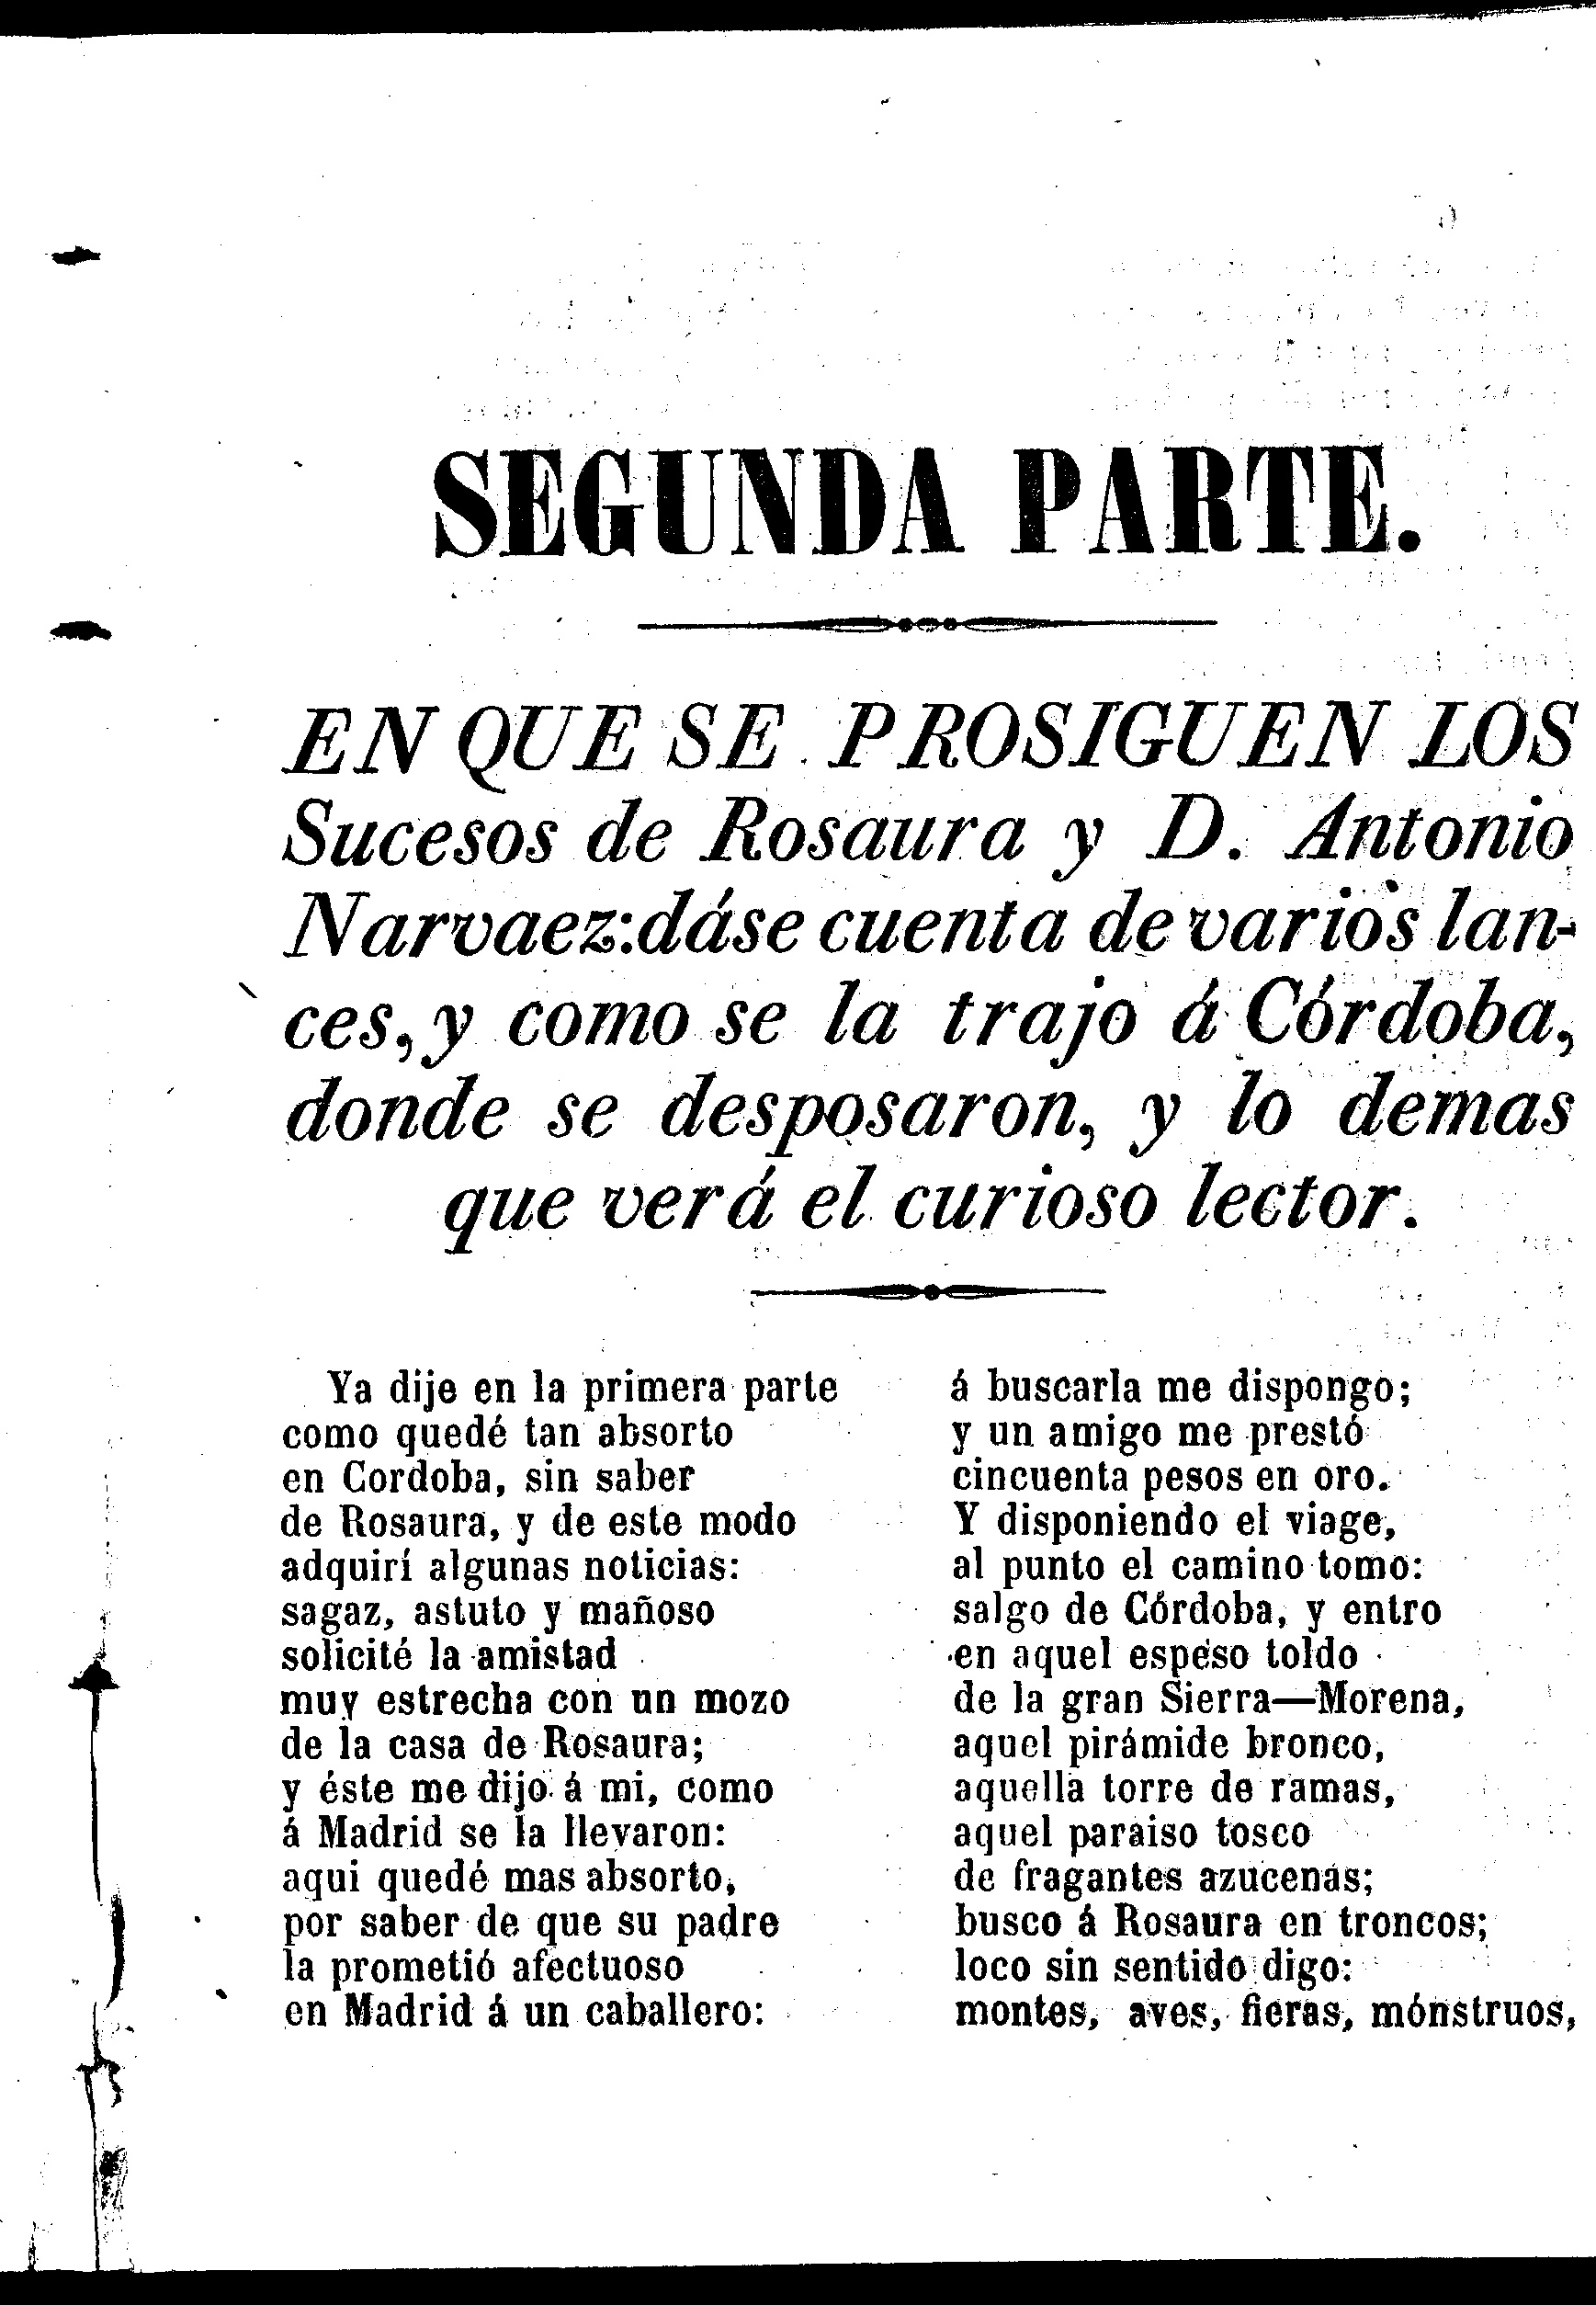 SEGUNDA PARTE.
EN QUE SE PROSIGUEN LOS
Sucesos de Rosaura y D. Antonio
Narvaez: dáse cuenta de varios lan-
ces, y como se la trajo á Córdoba,
donde se desposaron, y lo demas
que verá el curioso lector.
Ya dije en la primera parte
como quedé tan absorto
en Cordoba, sin saber
de Rosaura, y de este modo
adquirí algunas noticias:
sagaz, astuto y mañoso
solicité la amistad
muy estrecha con un mozo
de la casa de Rosaura;
y éste me dijo á mi, como
á Madrid se la llevaron:
aqui quedé mas absorto,
por saber de que su padre
la prometió afectuoso
en Madrid á un caballero:
á buscarla me dispongo;
y un amigo me prestó
cincuenta pesos en oro.
Y disponiendo el viage,
al punto el camino tomo:
salgo de Córdoba, y entro
en aquel espeso toldo
de la gran Sierra—Morena,
aquel pirámide bronco,
aquella torre de ramas,
aquel paraiso tosco
de fragantes azucenas;
busco á Rosaura en troncos;
loco sin sentido digo:
montes, aves, fieras, mónstruos,